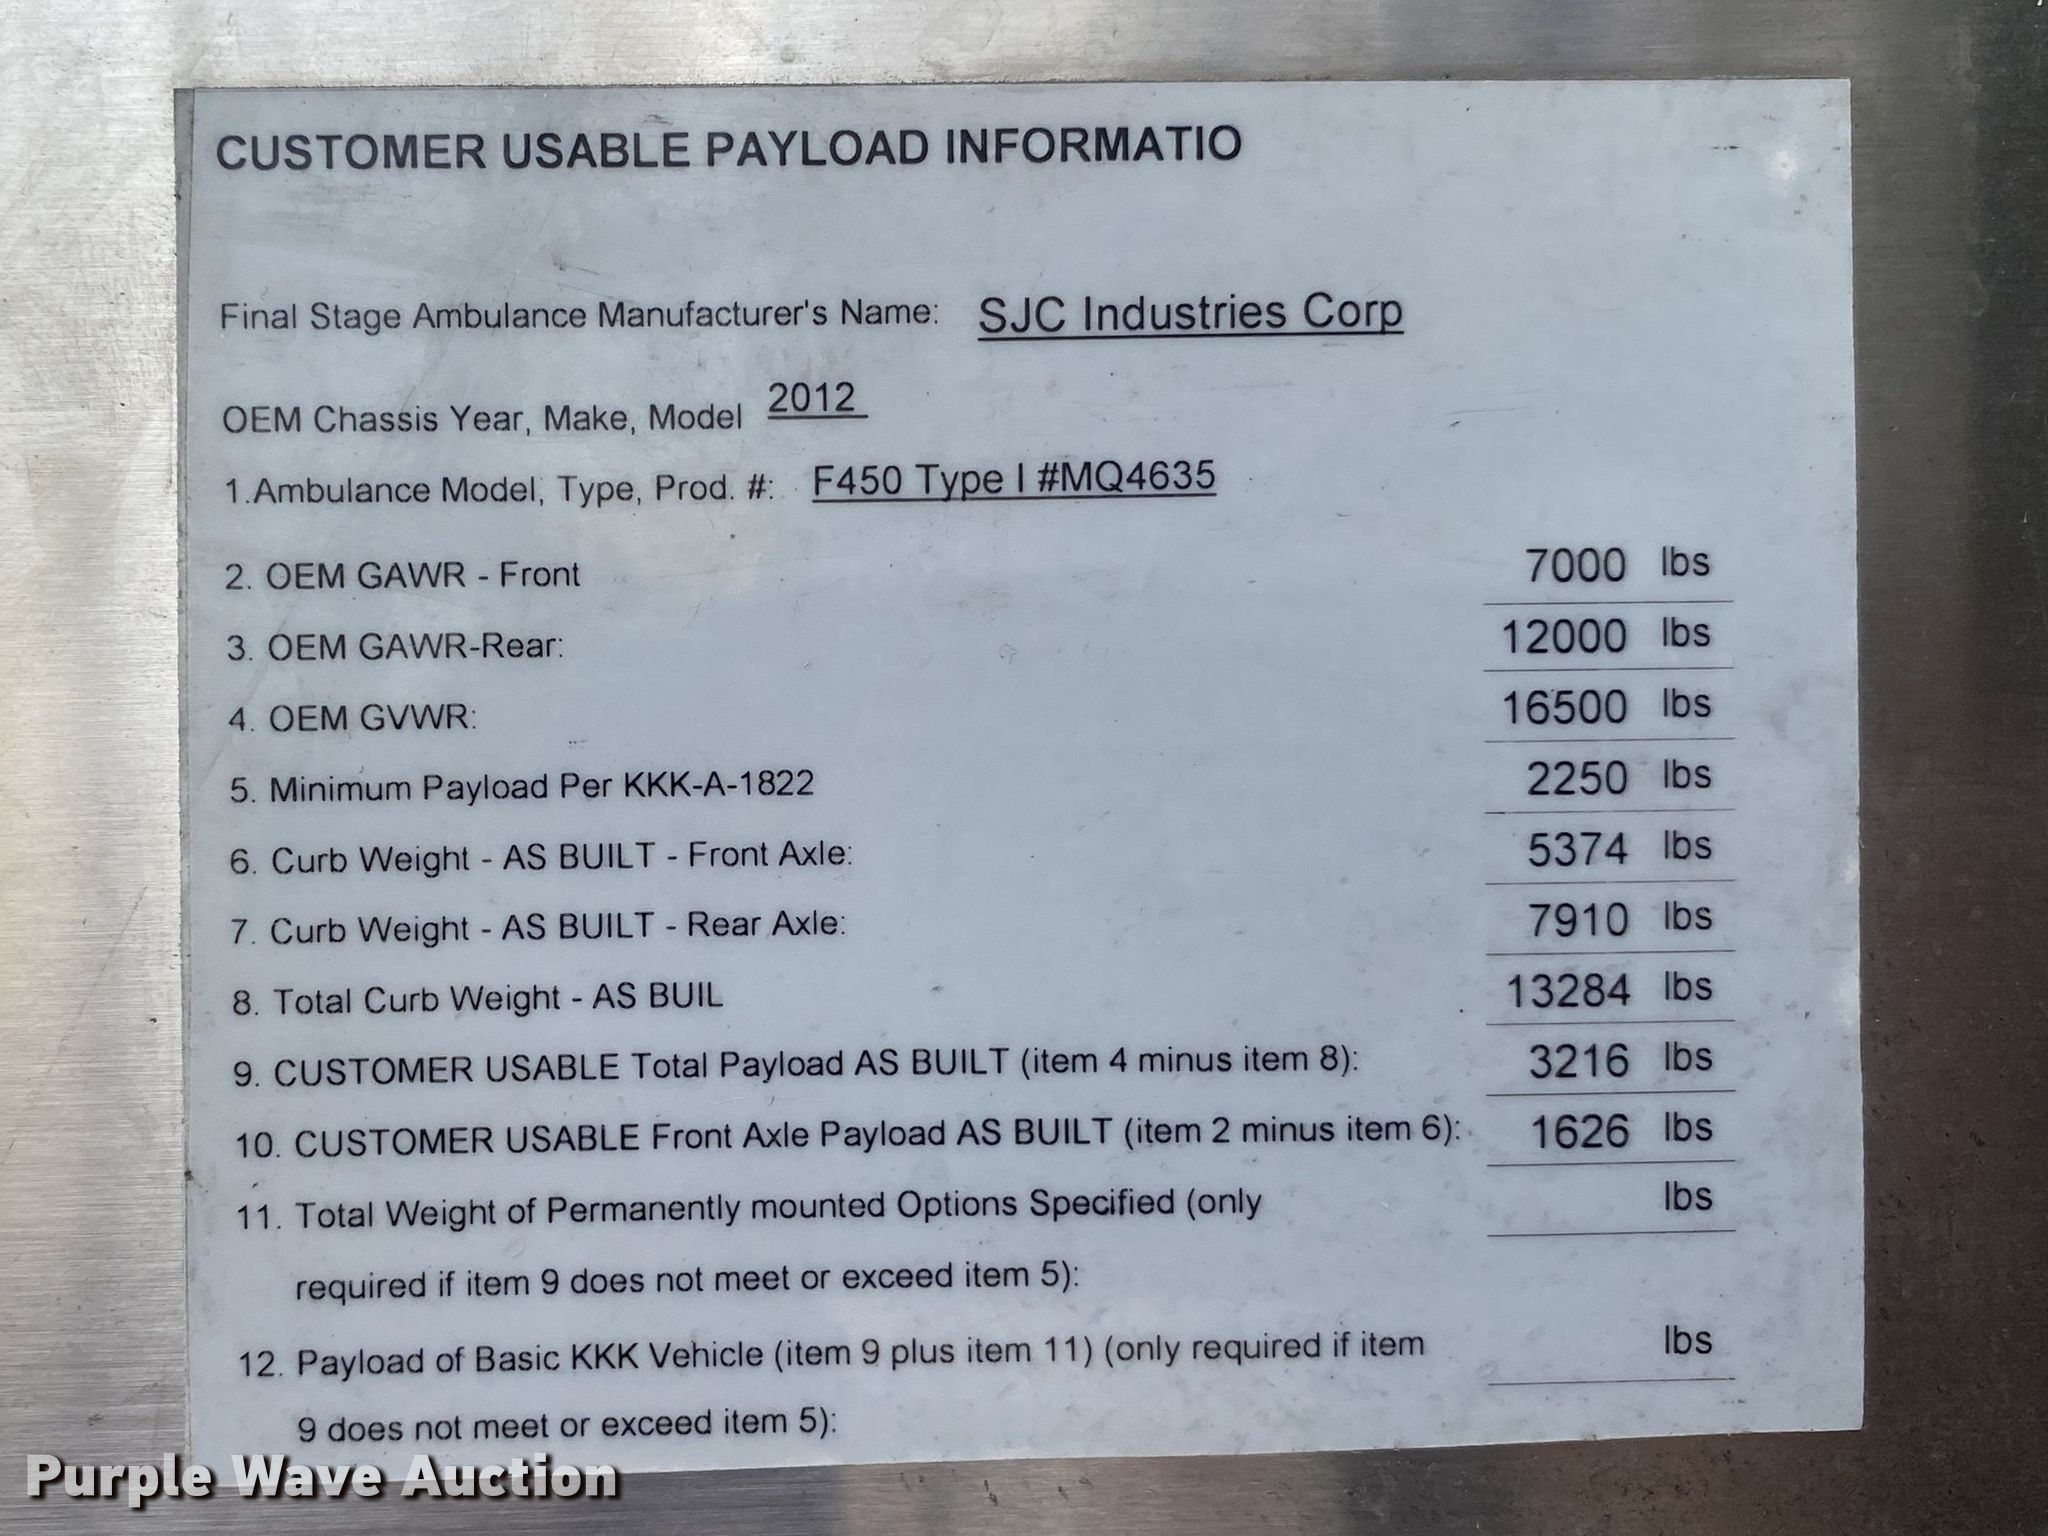 CUSTOMER USABLE PAYLOAD INFORMATIO
Final Stage Ambulance Manufacturer's Name: SJC Industries Corp
OEM Chassis Year, Make, Model 2012
1.Ambulance Model, Type, Prod. #: F450 Type I #MQ4635
2. OEM GAWR - Front 7000 lbs
3. OEM GAWR-Rear: 12000 lbs
4. OEM GVWR: 16500 lbs
5. Minimum Payload Per KKK-A-1822 2250 lbs
6. Curb Weight - AS BUILT - Front Axle: 5374 lbs
7. Curb Weight - AS BUILT - Rear Axle: 7910 lbs
8. Total Curb Weight - AS BUIL 13284 lbs
9. CUSTOMER USABLE Total Payload AS BUILT (item 4 minus item 8): 3216 lbs
10. CUSTOMER USABLE Front Axle Payload AS BUILT (item 2 minus item 6): 1626 lbs
11. Total Weight of Permanently mounted Options Specified (only lbs
required if item 9 does not meet or exceed item 5):
12. Payload of Basic KKK Vehicle (item 9 plus item 11) (only required if item lbs
9 does not meet or exceed item 5):
Purple Wave Auction